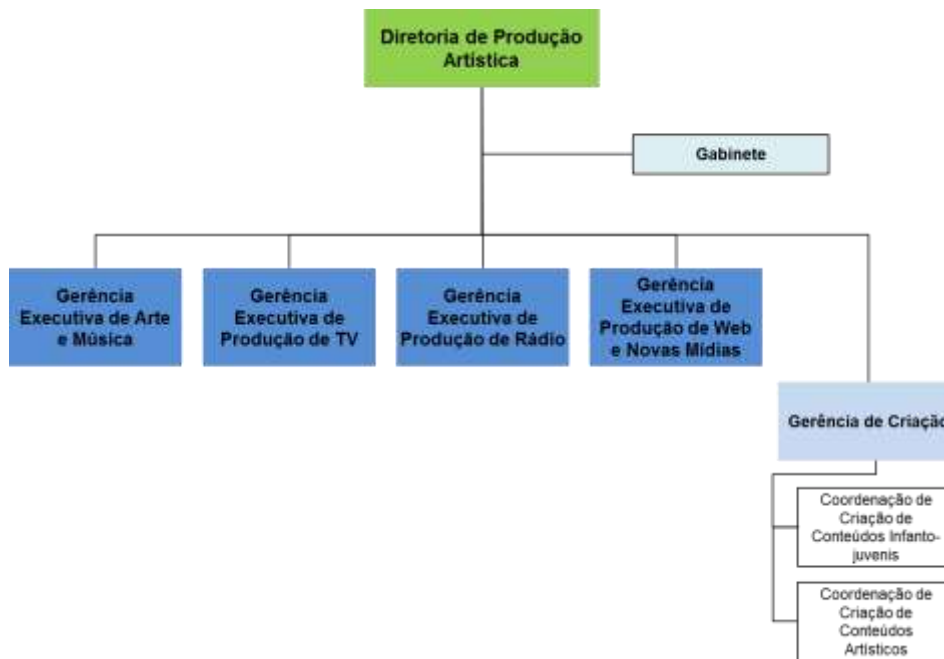 Diretoria de Produção
Artística
Gabinete
Gerência
Executiva de Arte
e Música
Gerência
Executiva de
Produção de TV
Gerência
Executiva de
Produção de Rádio
Gerência
Executiva de
Produção de Web
e Novas Mídias
Gerência de Criação
Coordenação de
Criação de
Conteúdos Infanto-
juvenis
Coordenação de
Criação de
Conteúdos
Artísticos